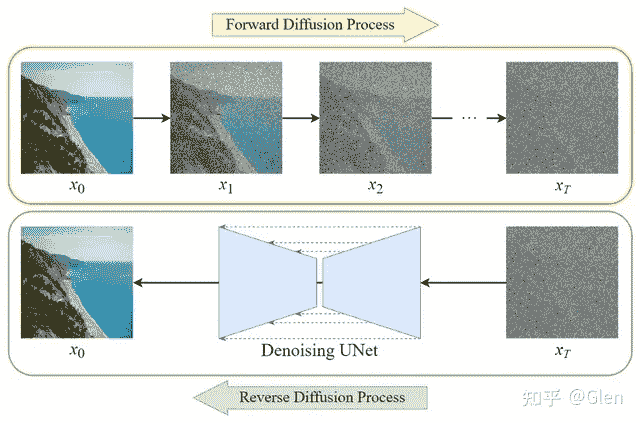 Forward Diffusion Process
x0 x1 x2 ... xT
x0 Denoising UNet xT
Reverse Diffusion Process
知乎 @Glen